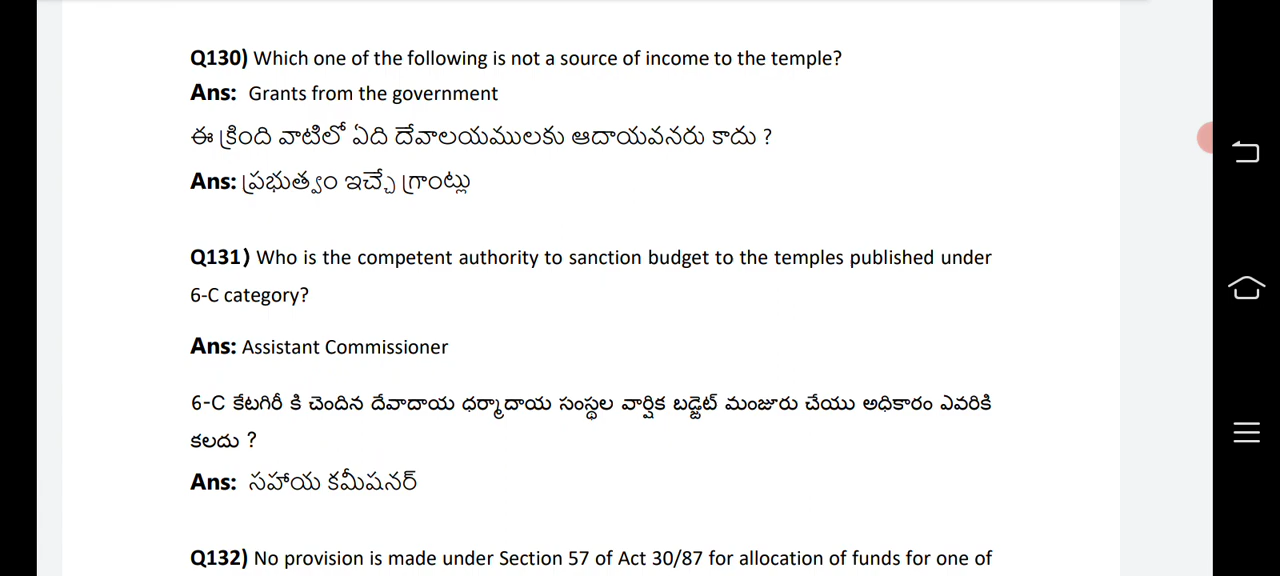 Q130) Which one of the following is not a source of income to the temple?
Ans: Grants from the government
ఈ క్రింది వాటిలో ఏది దేవాలయములకు ఆదాయవనరు కాదు ?
Ans: ప్రభుత్వం ఇచ్చే గ్రాంట్లు
Q131) Who is the competent authority to sanction budget to the temples published under
6-C category?
Ans: Assistant Commissioner
6-C కేటగిరీ కి చెందిన దేవాదాయ ధర్మాదాయ సంస్థల వార్షిక బడ్జెట్ మంజూరు చేయు అధికారం ఎవరికి
కలదు ?
Ans: సహాయ కమీషనర్
Q132) No provision is made under Section 57 of Act 30/87 for allocation of funds for one of